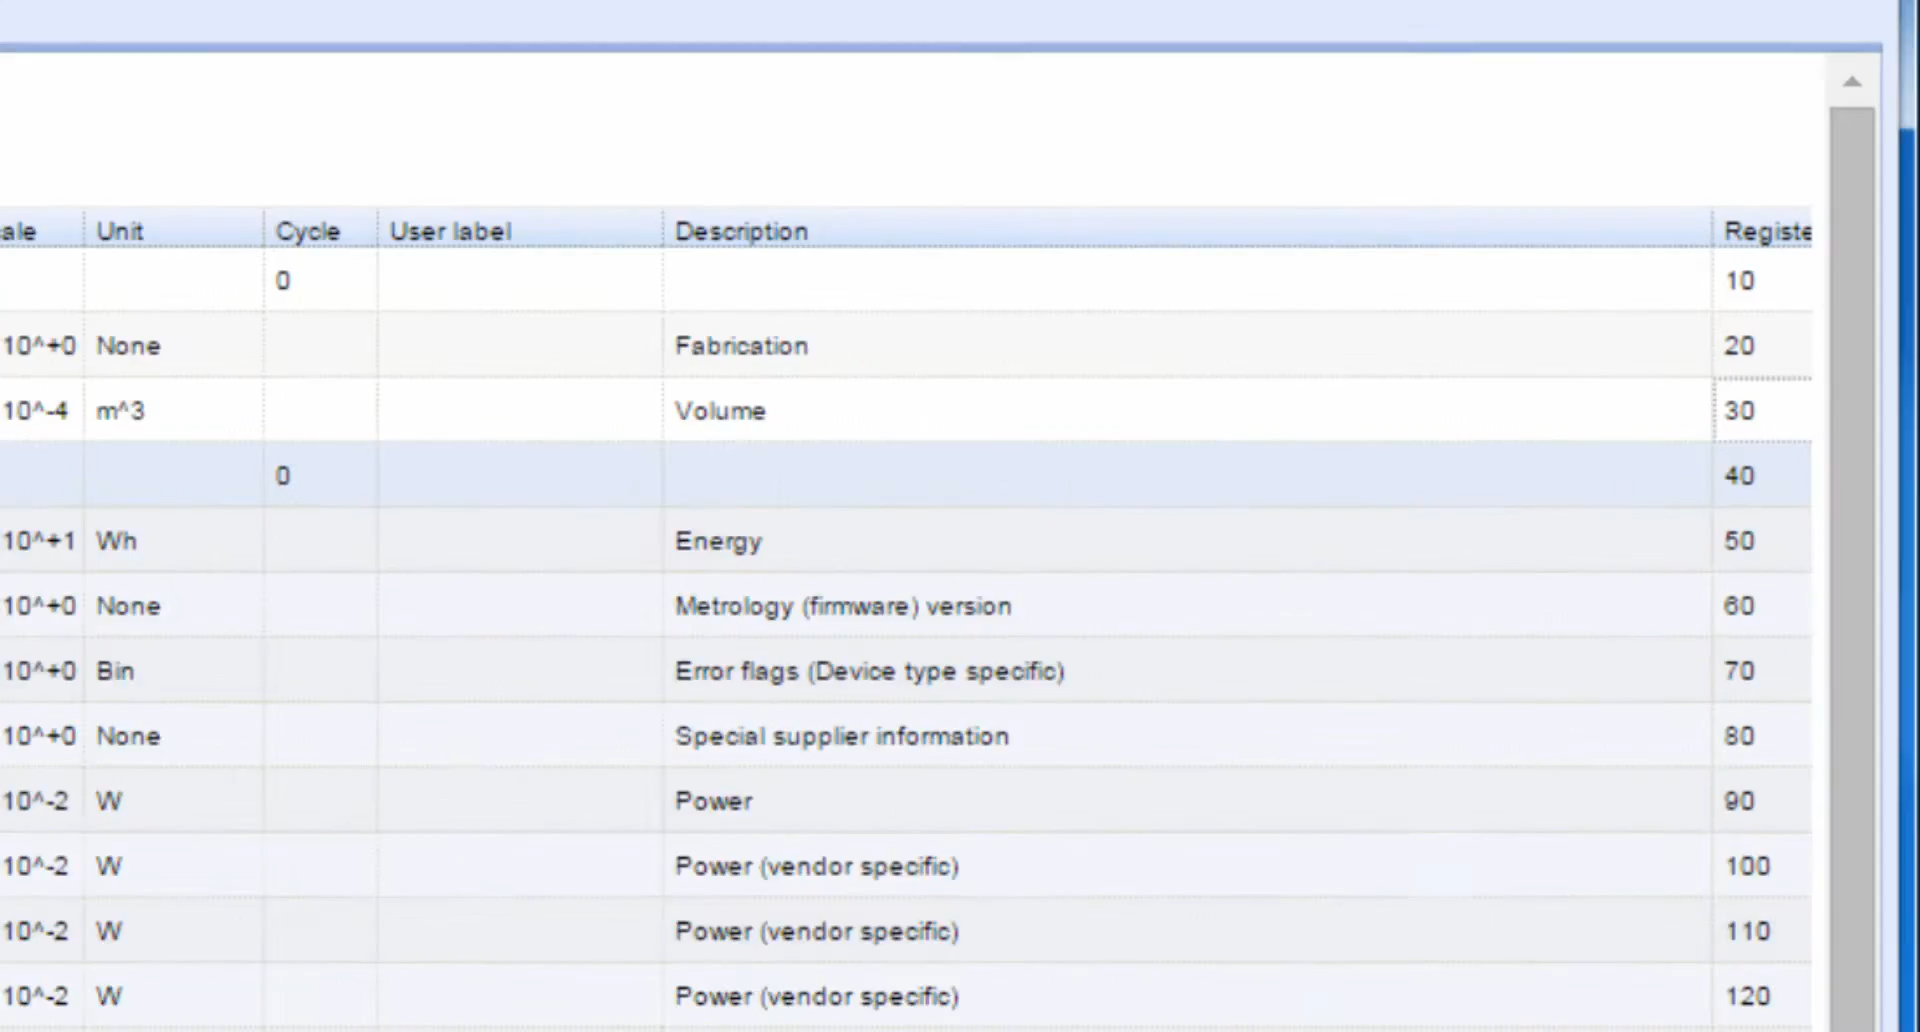 ale Unit Cycle User label Description Registe
0 10
10^+0 None Fabrication 20
10^-4 m^3 Volume 30
0 40
10^+1 Wh Energy 50
10^+0 None Metrology (firmware) version 60
10^+0 Bin Error flags (Device type specific) 70
10^+0 None Special supplier information 80
10^-2 W Power 90
10^-2 W Power (vendor specific) 100
10^-2 W Power (vendor specific) 110
10^-2 W Power (vendor specific) 120